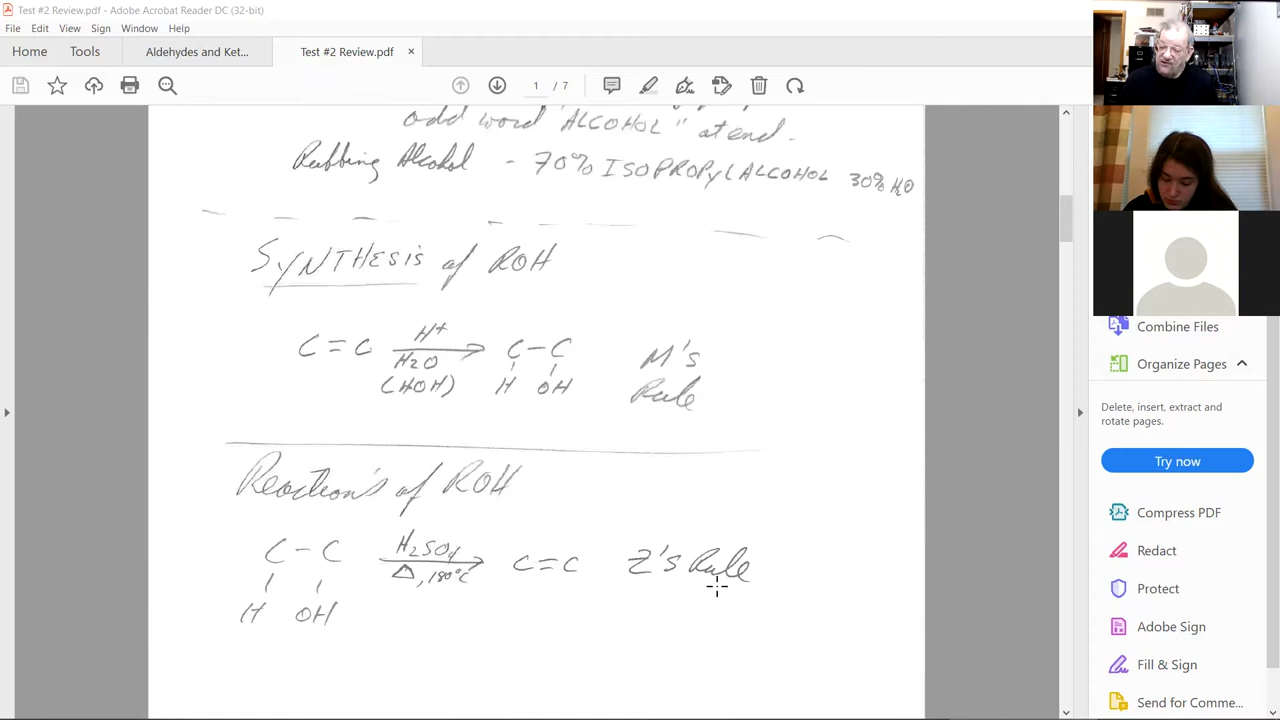 Test #2 Review.pdf - Adobe Acrobat Reader DC (32-bit)
File Edit View Sign Window Help
Home Tools Aldehydes and Ket... Test #2 Review.pdf ×
1 / 7
add word ALCOHOL" at end.
Rubbing Alcohol - 70% ISOPROPYL ALCOHOL 30% H2O
SYNTHESIS of ROH
H+
C=C → C-C M's
H2O
(HOH) H OH Rule
Reactions of ROH
H2SO4
C-C → C=C Z's Rule
Δ, 180°C
H OH
Combine Files
Organize Pages
Delete, insert, extract and
rotate pages.
Try now
Compress PDF
Redact
Protect
Adobe Sign
Fill & Sign
Send for Comme...